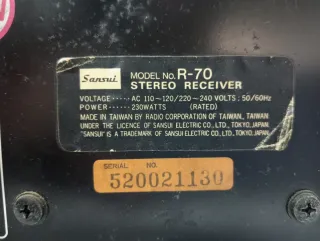 Sansui MODEL NO. R-70
STEREO RECEIVER
VOLTAGE ····· AC 110~120/220~240 VOLTS : 50/60Hz
POWER ······ 230WATTS (RATED)
MADE IN TAIWAN BY RADIO CORPORATION OF TAIWAN, TAIWAN
UNDER THE LICENCE OF SANSUI ELECTRIC CO., LTD., TOKYO, JAPAN.
"SANSUI" IS A TRADEMARK OF SANSUI ELECTRIC CO., LTD., TOKYO, JAPAN.
SERIAL NO.
520021130